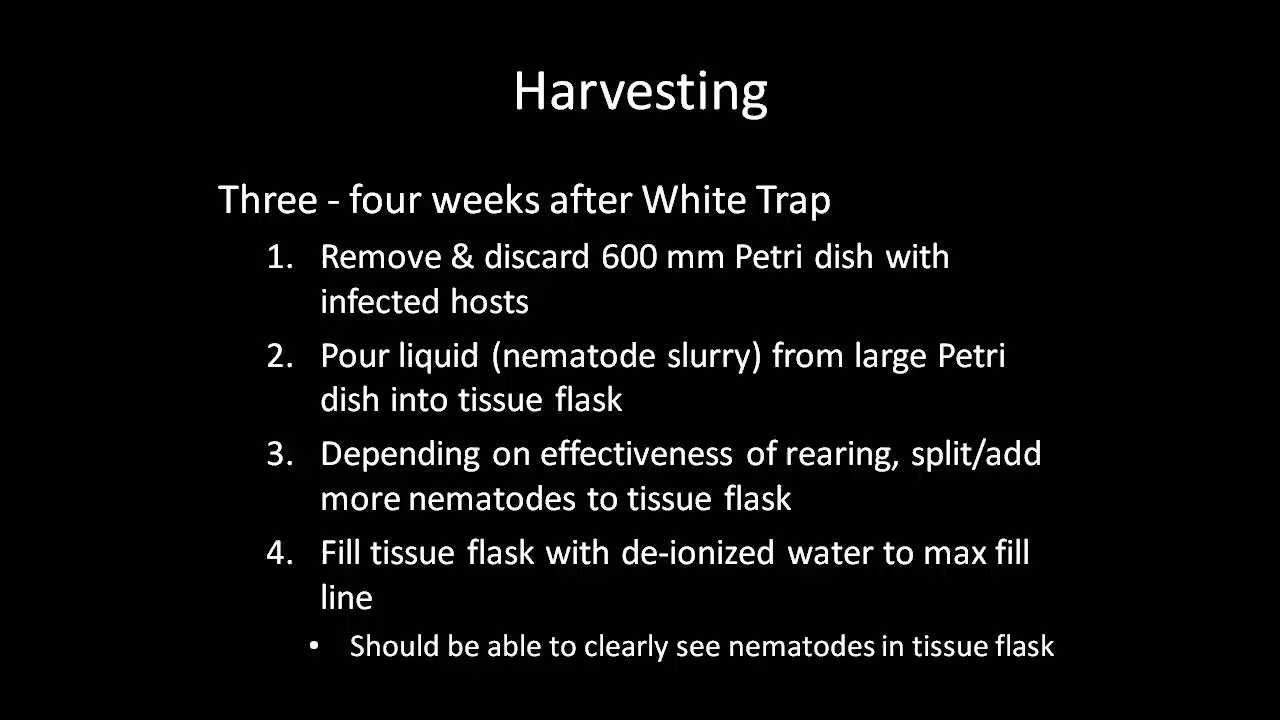 Harvesting
Three - four weeks after White Trap
1. Remove & discard 600 mm Petri dish with
infected hosts
2. Pour liquid (nematode slurry) from large Petri
dish into tissue flask
3. Depending on effectiveness of rearing, split/add
more nematodes to tissue flask
4. Fill tissue flask with de-ionized water to max fill
line
• Should be able to clearly see nematodes in tissue flask